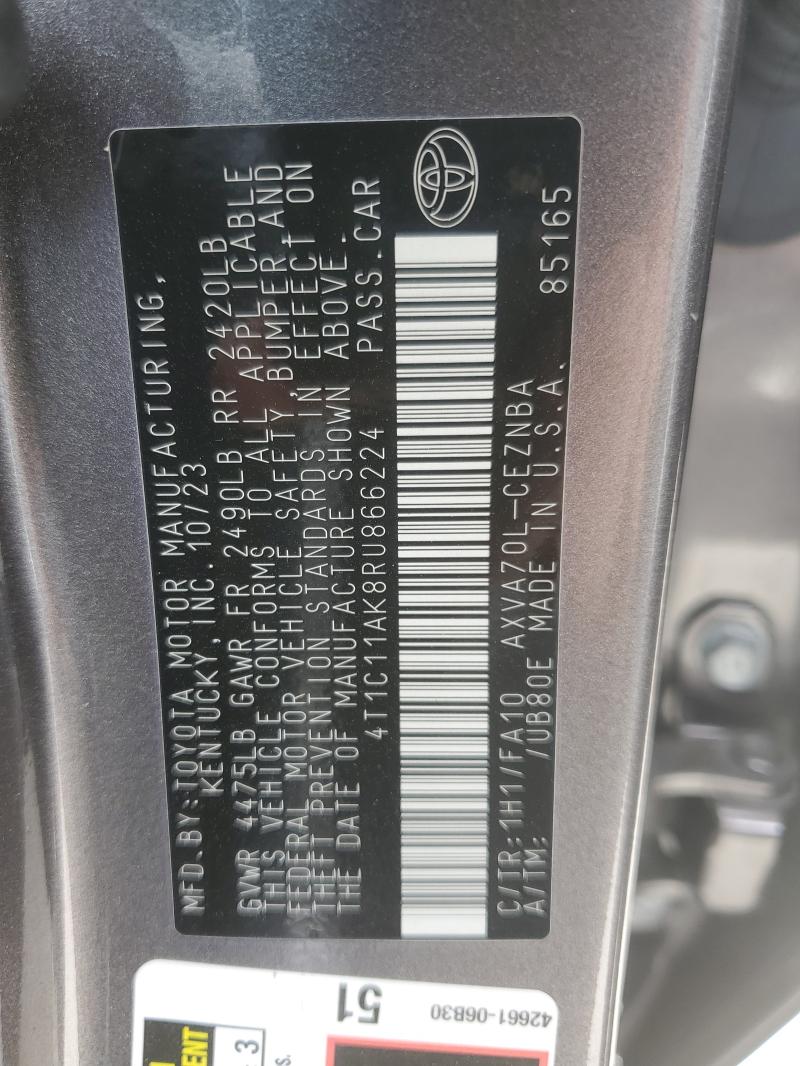 MFD.BY:TOYOTA MOTOR MANUFACTURING,
KENTUCKY,INC.10/23
GVWR 4475LB GAWR FR 2490LB RR 2420LB
THIS VEHICLE CONFORMS TO ALL APPLICABLE
FEDERAL MOTOR VEHICLE SAFETY, BUMPER,AND
THEFT PREVENTION STANDARDS IN EFFECT ON
THE DATE OF MANUFACTURE SHOWN ABOVE.
4T1C11AK8RU866224 PASS.CAR
C/TR:1H1/FA10 AXVA70L-CEZNBA
A/TM: /UB80E MADE IN U.S.A. 85165
51
42661-06B30
3